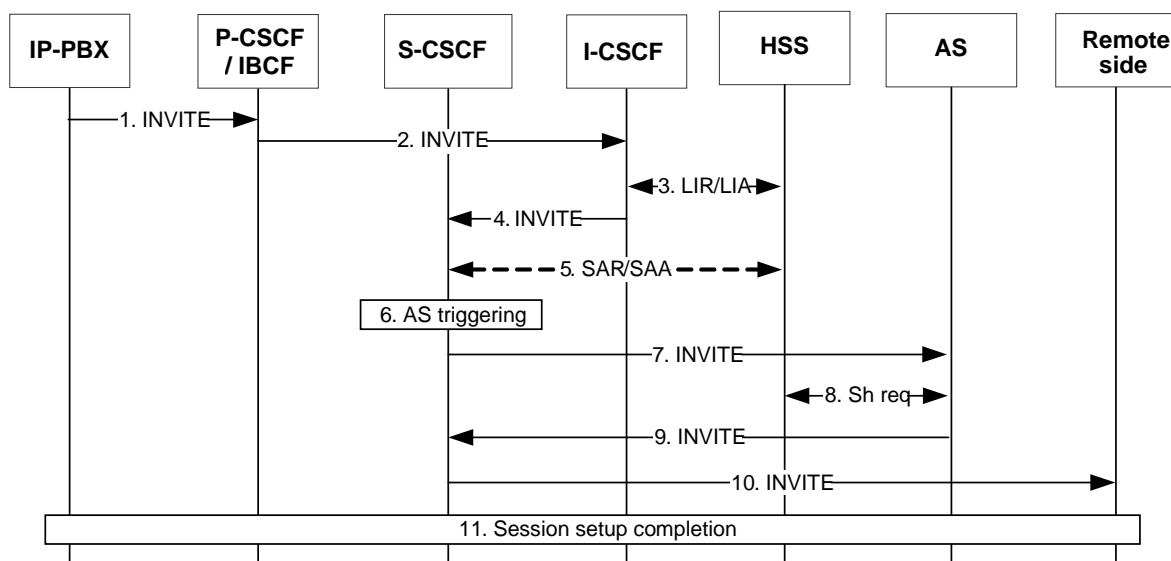 IP-PBX
P-CSCF
/ IBCF
S-CSCF
I-CSCF
HSS
AS
Remote
side
1. INVITE
2. INVITE
3. LIR/LIA
4. INVITE
5. SAR/SAA
6. AS triggering
7. INVITE
8. Sh req
9. INVITE
10. INVITE
11. Session setup completion